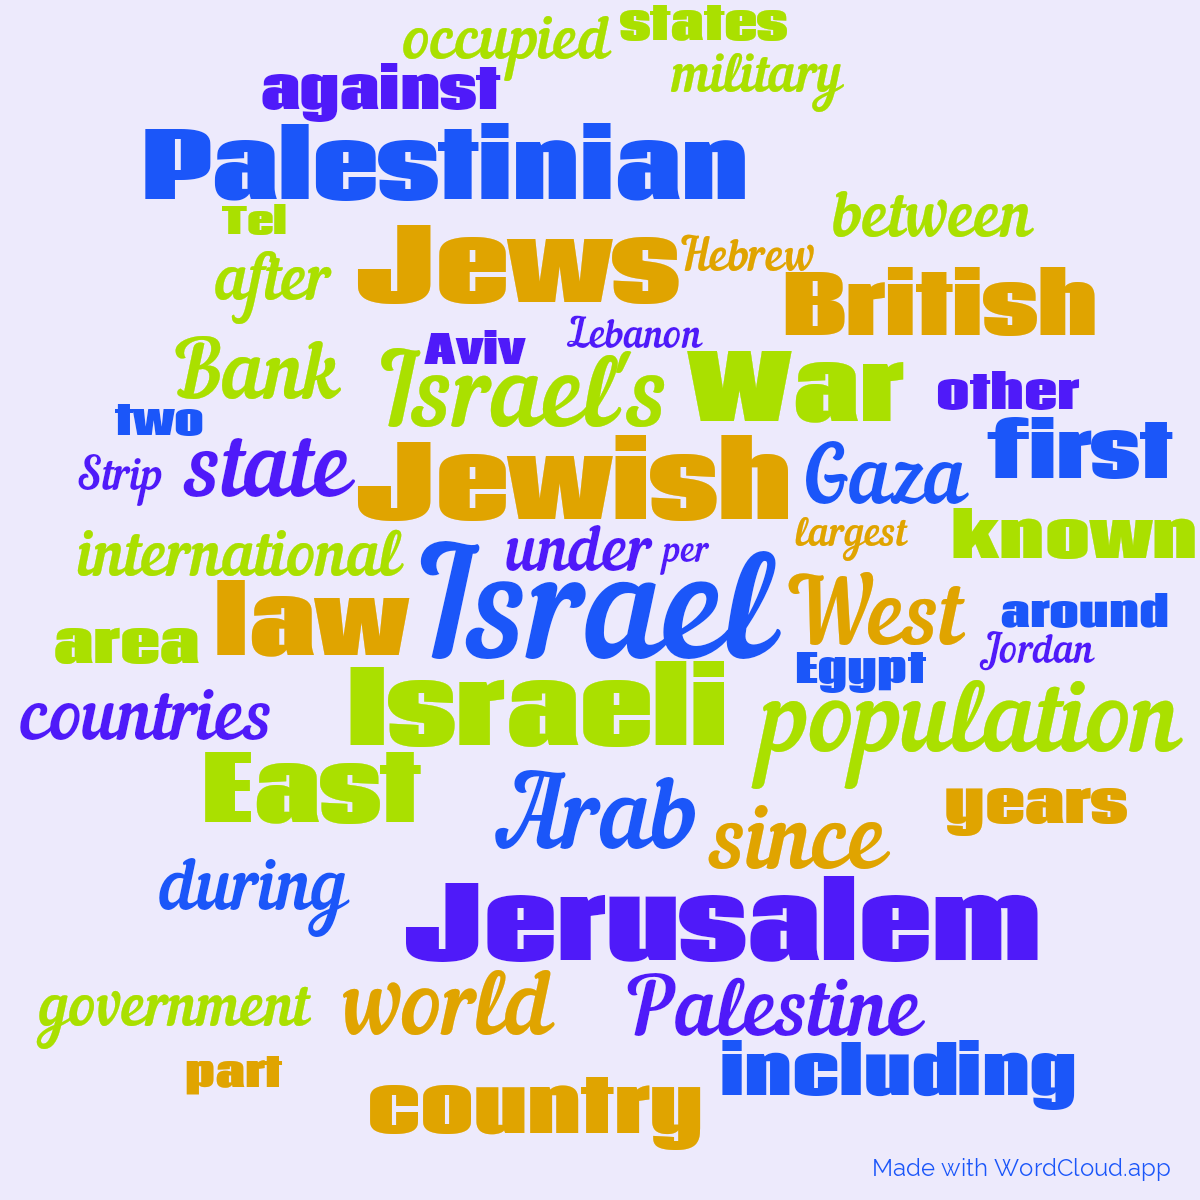 occupied
states
military
against
Palestinian
Tel
between
after
Jews
Hebrew
British
Bank
Aviv
Lebanon
Israel's
War
other
two
first
Strip
state
Jewish
Gaza
international
under
per
largest
known
area
law
Israel
West
around
Egypt
Jordan
countries
Israeli
population
East
Arab
since
years
during
Jerusalem
government
world
Palestine
part
country
including
Made with WordCloud.app